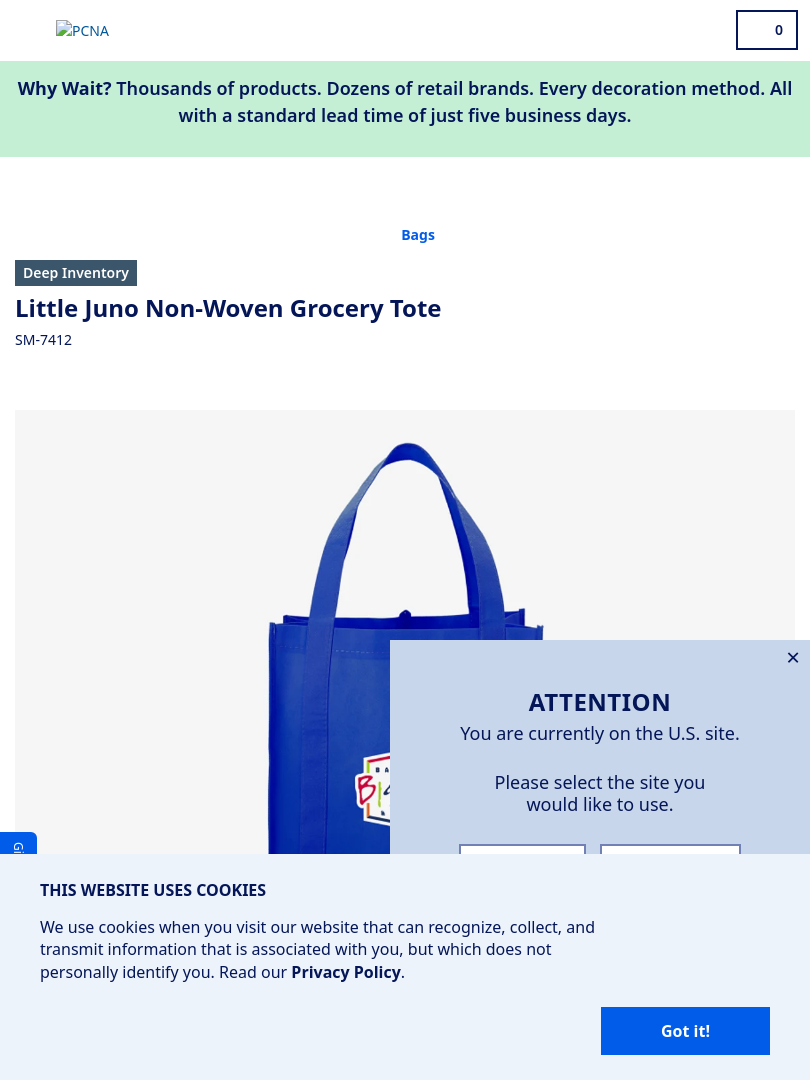 PCNA
0
Why Wait? Thousands of products. Dozens of retail brands. Every decoration method. All
with a standard lead time of just five business days.
Bags
Deep Inventory
Little Juno Non-Woven Grocery Tote
SM-7412
✕
ATTENTION
You are currently on the U.S. site.
Please select the site you
would like to use.
THIS WEBSITE USES COOKIES
We use cookies when you visit our website that can recognize, collect, and
transmit information that is associated with you, but which does not
personally identify you. Read our Privacy Policy.
Got it!